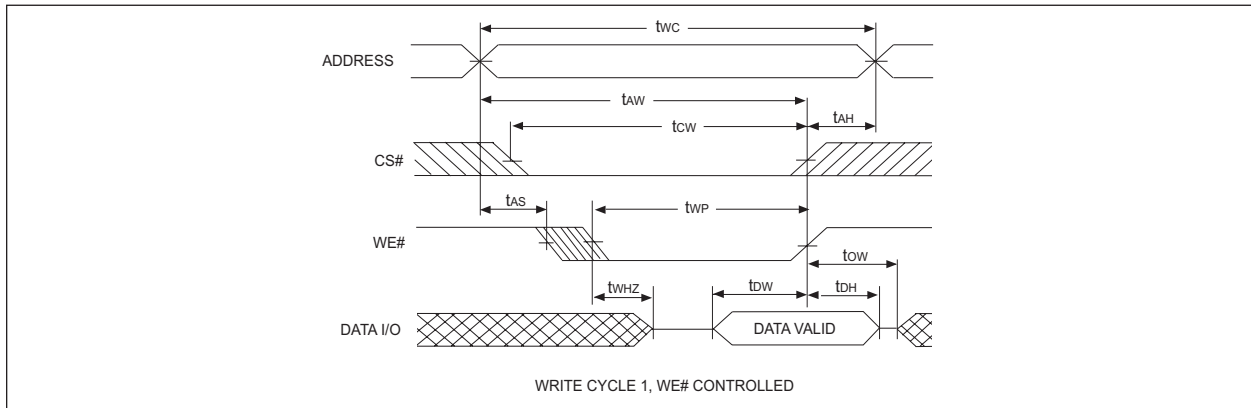 tWC
ADDRESS
tAW
tCW
tAH
CS#
tAS
tWP
WE#
tOW
tWHZ
tDW
tDH
DATA I/O
DATA VALID
WRITE CYCLE 1, WE# CONTROLLED